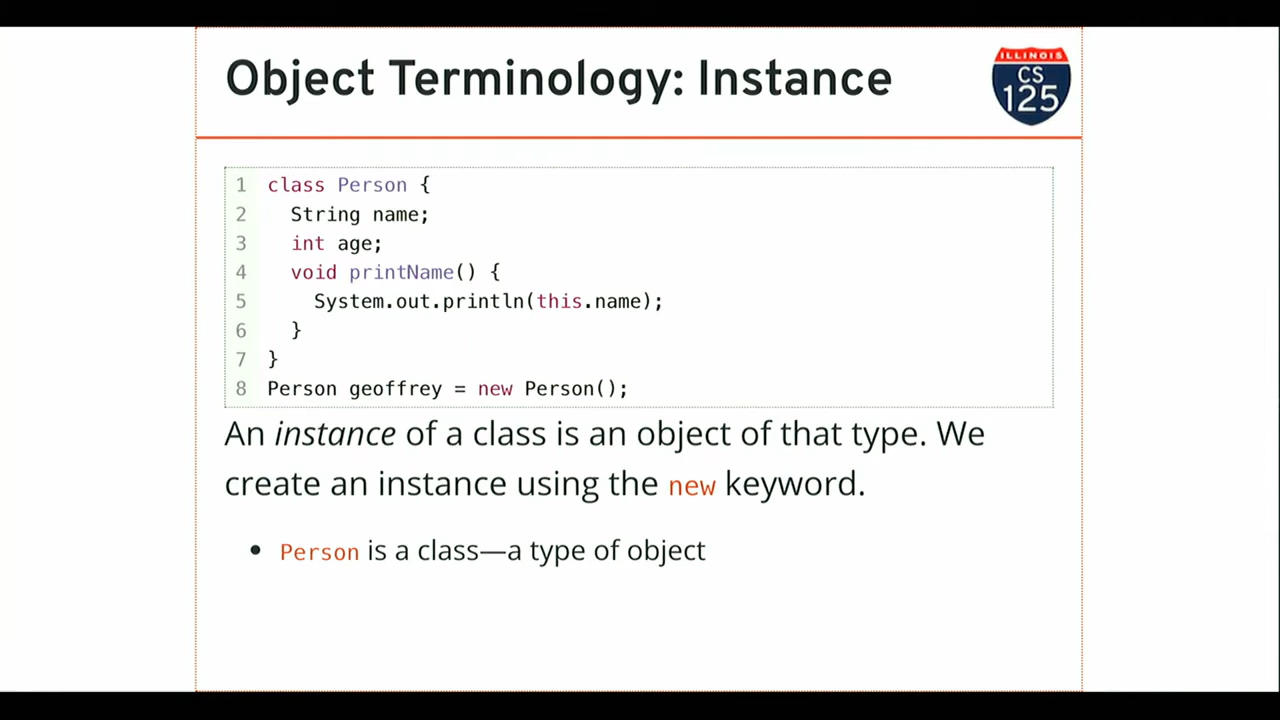 Object Terminology: Instance
ILLINOIS
CS
125
1 class Person {
2   String name;
3   int age;
4   void printName() {
5     System.out.println(this.name);
6   }
7 }
8 Person geoffrey = new Person();
An instance of a class is an object of that type. We
create an instance using the new keyword.
• Person is a class—a type of object